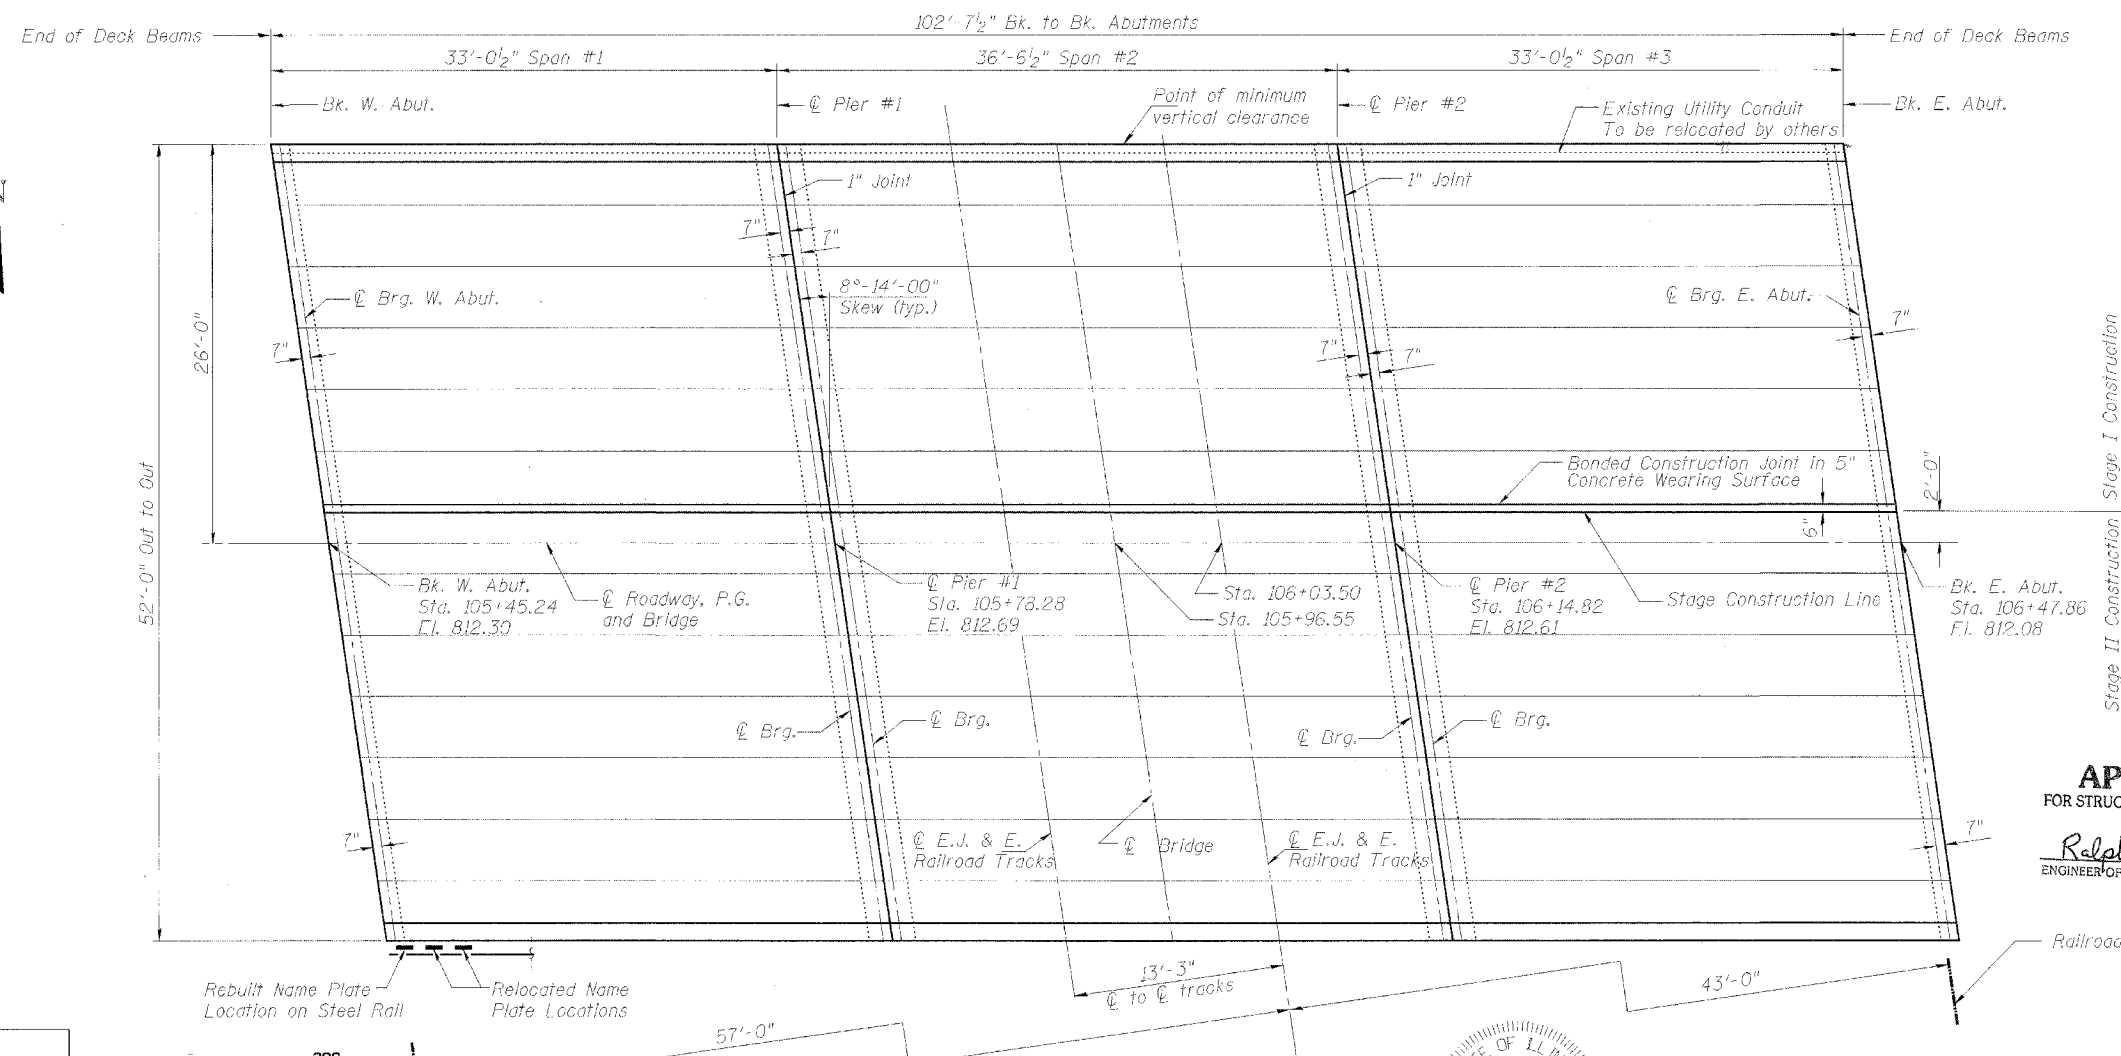 102'-7½" Bk. to Bk. Abutments
End of Deck Beams
End of Deck Beams
33'-0½" Span #1
36'-6½" Span #2
33'-0½" Span #3
Bk. W. Abut.
℄ Pier #1
Point of minimum
vertical clearance
℄ Pier #2
Existing Utility Conduit
To be relocated by others
Bk. E. Abut.
1" Joint
1" Joint
7"
7"
8°-14'-00"
Skew (typ.)
℄ Brg. W. Abut.
℄ Brg. E. Abut.
26'-0"
7"
7"
7"
7"
Stage I Construction
52'-0" Out to Out
Bonded Construction Joint in 5"
Concrete Wearing Surface
2'-0"
6"
Bk. W. Abut.
Sta. 105+45.24
El. 812.30
℄ Roadway, P.G.
and Bridge
℄ Pier #1
Sta. 105+78.28
El. 812.69
Sta. 106+03.50
Sta. 105+96.55
℄ Pier #2
Sta. 106+14.82
El. 812.61
Stage Construction Line
Bk. E. Abut.
Sta. 106+47.86
El. 812.08
Stage II Construction
℄ Brg.
℄ Brg.
℄ Brg.
℄ Brg.
AP
FOR STRUC
Ralp
ENGINEER OF
7"
℄ E.J. & E.
Railroad Tracks
℄ Bridge
℄ E.J. & E.
Railroad Tracks
7"
Railroad
Rebuilt Name Plate
Location on Steel Rail
Relocated Name
Plate Locations
13'-3"
℄ to ℄ tracks
43'-0"
57'-0"
OF ILLIN